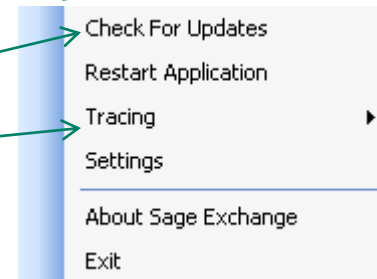 Check For Updates
Restart Application
Tracing
Settings
About Sage Exchange
Exit